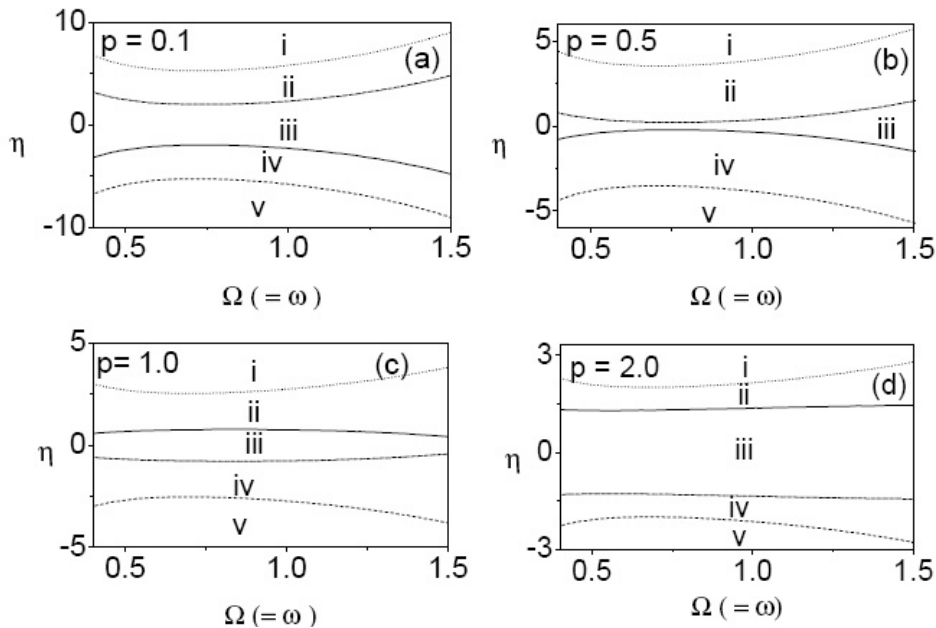 10
p = 0.1
i
(a)
ii
η
0
iii
iv
v
-10
0.5
1.0
1.5
Ω ( = ω )
5
p = 0.5
i
(b)
ii
η
0
iii
iv
-5
v
0.5
1.0
1.5
Ω (= ω)
5
p= 1.0
i
(c)
ii
η
0
iii
iv
v
-5
0.5
1.0
1.5
Ω (= ω )
3
p = 2.0
i
(d)
ii
η
0
iii
iv
v
-3
0.5
1.0
1.5
Ω (= ω)